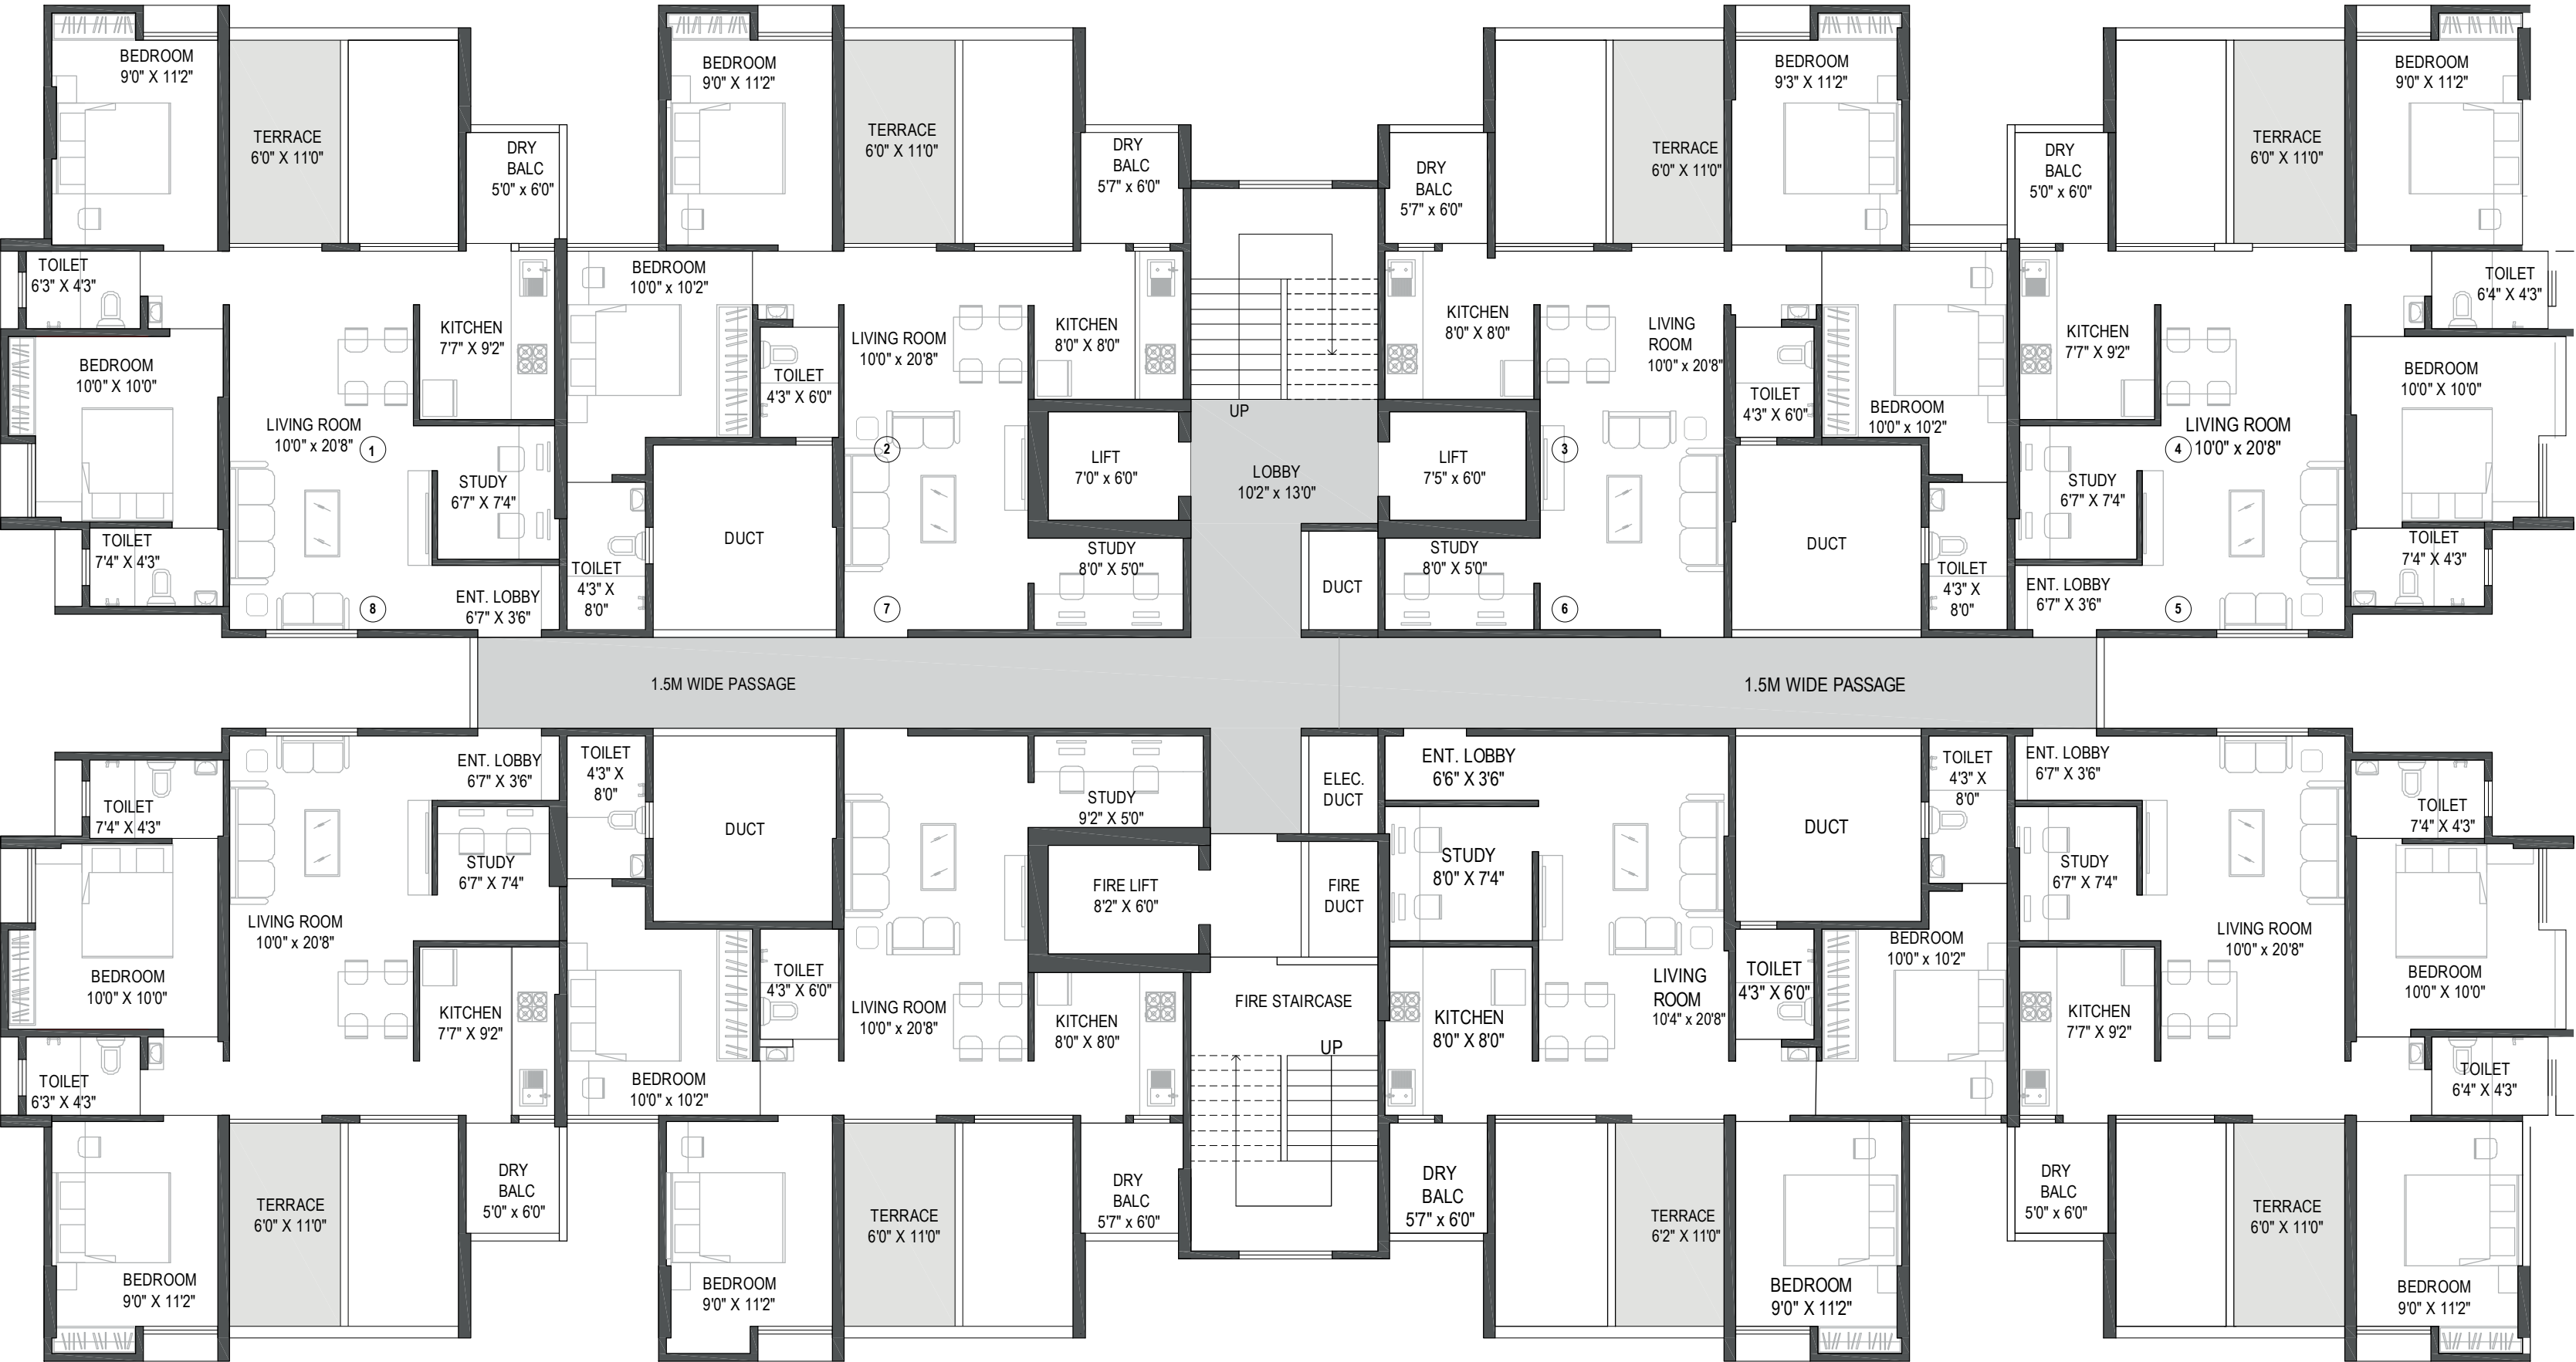 BEDROOM
9'0" X 11'2"
TERRACE
6'0" X 11'0"
DRY
BALC
5'0" x 6'0"
TOILET
6'3" X 4'3"
BEDROOM
10'0" X 10'0"
LIVING ROOM
10'0" x 20'8"
1
KITCHEN
7'7" X 9'2"
STUDY
6'7" X 7'4"
TOILET
7'4" X 4'3"
ENT. LOBBY
6'7" X 3'6"
8
BEDROOM
9'0" X 11'2"
TERRACE
6'0" X 11'0"
DRY
BALC
5'7" x 6'0"
BEDROOM
10'0" X 10'2"
TOILET
4'3" X 6'0"
LIVING ROOM
10'0" x 20'8"
2
KITCHEN
8'0" X 8'0"
TOILET
4'3" X
8'0"
DUCT
STUDY
8'0" X 5'0"
7
LIFT
7'0" x 6'0"
UP
LOBBY
10'2" x 13'0"
LIFT
7'5" x 6'0"
DUCT
DRY
BALC
5'7" x 6'0"
TERRACE
6'0" X 11'0"
BEDROOM
9'3" X 11'2"
KITCHEN
8'0" X 8'0"
LIVING
ROOM
10'0" x 20'8"
3
TOILET
4'3" X 6'0"
BEDROOM
10'0" x 10'2"
STUDY
8'0" X 5'0"
6
DUCT
TOILET
4'3" X
8'0"
DRY
BALC
5'0" x 6'0"
TERRACE
6'0" X 11'0"
BEDROOM
9'0" X 11'2"
TOILET
6'4" X 4'3"
KITCHEN
7'7" X 9'2"
BEDROOM
10'0" X 10'0"
LIVING ROOM
4
10'0" x 20'8"
STUDY
6'7" X 7'4"
TOILET
7'4" X 4'3"
ENT. LOBBY
6'7" X 3'6"
5
1.5M WIDE PASSAGE
1.5M WIDE PASSAGE
ENT. LOBBY
6'7" X 3'6"
TOILET
7'4" X 4'3"
STUDY
6'7" X 7'4"
LIVING ROOM
10'0" x 20'8"
BEDROOM
10'0" X 10'0"
KITCHEN
7'7" X 9'2"
TOILET
6'3" X 4'3"
TERRACE
6'0" X 11'0"
DRY
BALC
5'0" x 6'0"
BEDROOM
9'0" X 11'2"
TOILET
4'3" X
8'0"
DUCT
STUDY
9'2" X 5'0"
TOILET
4'3" X 6'0"
LIVING ROOM
10'0" x 20'8"
KITCHEN
8'0" X 8'0"
BEDROOM
10'0" x 10'2"
TERRACE
6'0" X 11'0"
DRY
BALC
5'7" x 6'0"
BEDROOM
9'0" X 11'2"
ELEC.
DUCT
FIRE LIFT
8'2" X 6'0"
FIRE
DUCT
FIRE STAIRCASE
UP
ENT. LOBBY
6'6" X 3'6"
STUDY
8'0" X 7'4"
LIVING
ROOM
10'4" x 20'8"
KITCHEN
8'0" X 8'0"
DUCT
TOILET
4'3" X
8'0"
BEDROOM
10'0" x 10'2"
TOILET
4'3" X 6'0"
DRY
BALC
5'7" x 6'0"
TERRACE
6'2" X 11'0"
BEDROOM
9'0" X 11'2"
ENT. LOBBY
6'7" X 3'6"
TOILET
7'4" X 4'3"
STUDY
6'7" X 7'4"
LIVING ROOM
10'0" x 20'8"
BEDROOM
10'0" X 10'0"
KITCHEN
7'7" X 9'2"
TOILET
6'4" X 4'3"
DRY
BALC
5'0" x 6'0"
TERRACE
6'0" X 11'0"
BEDROOM
9'0" X 11'2"